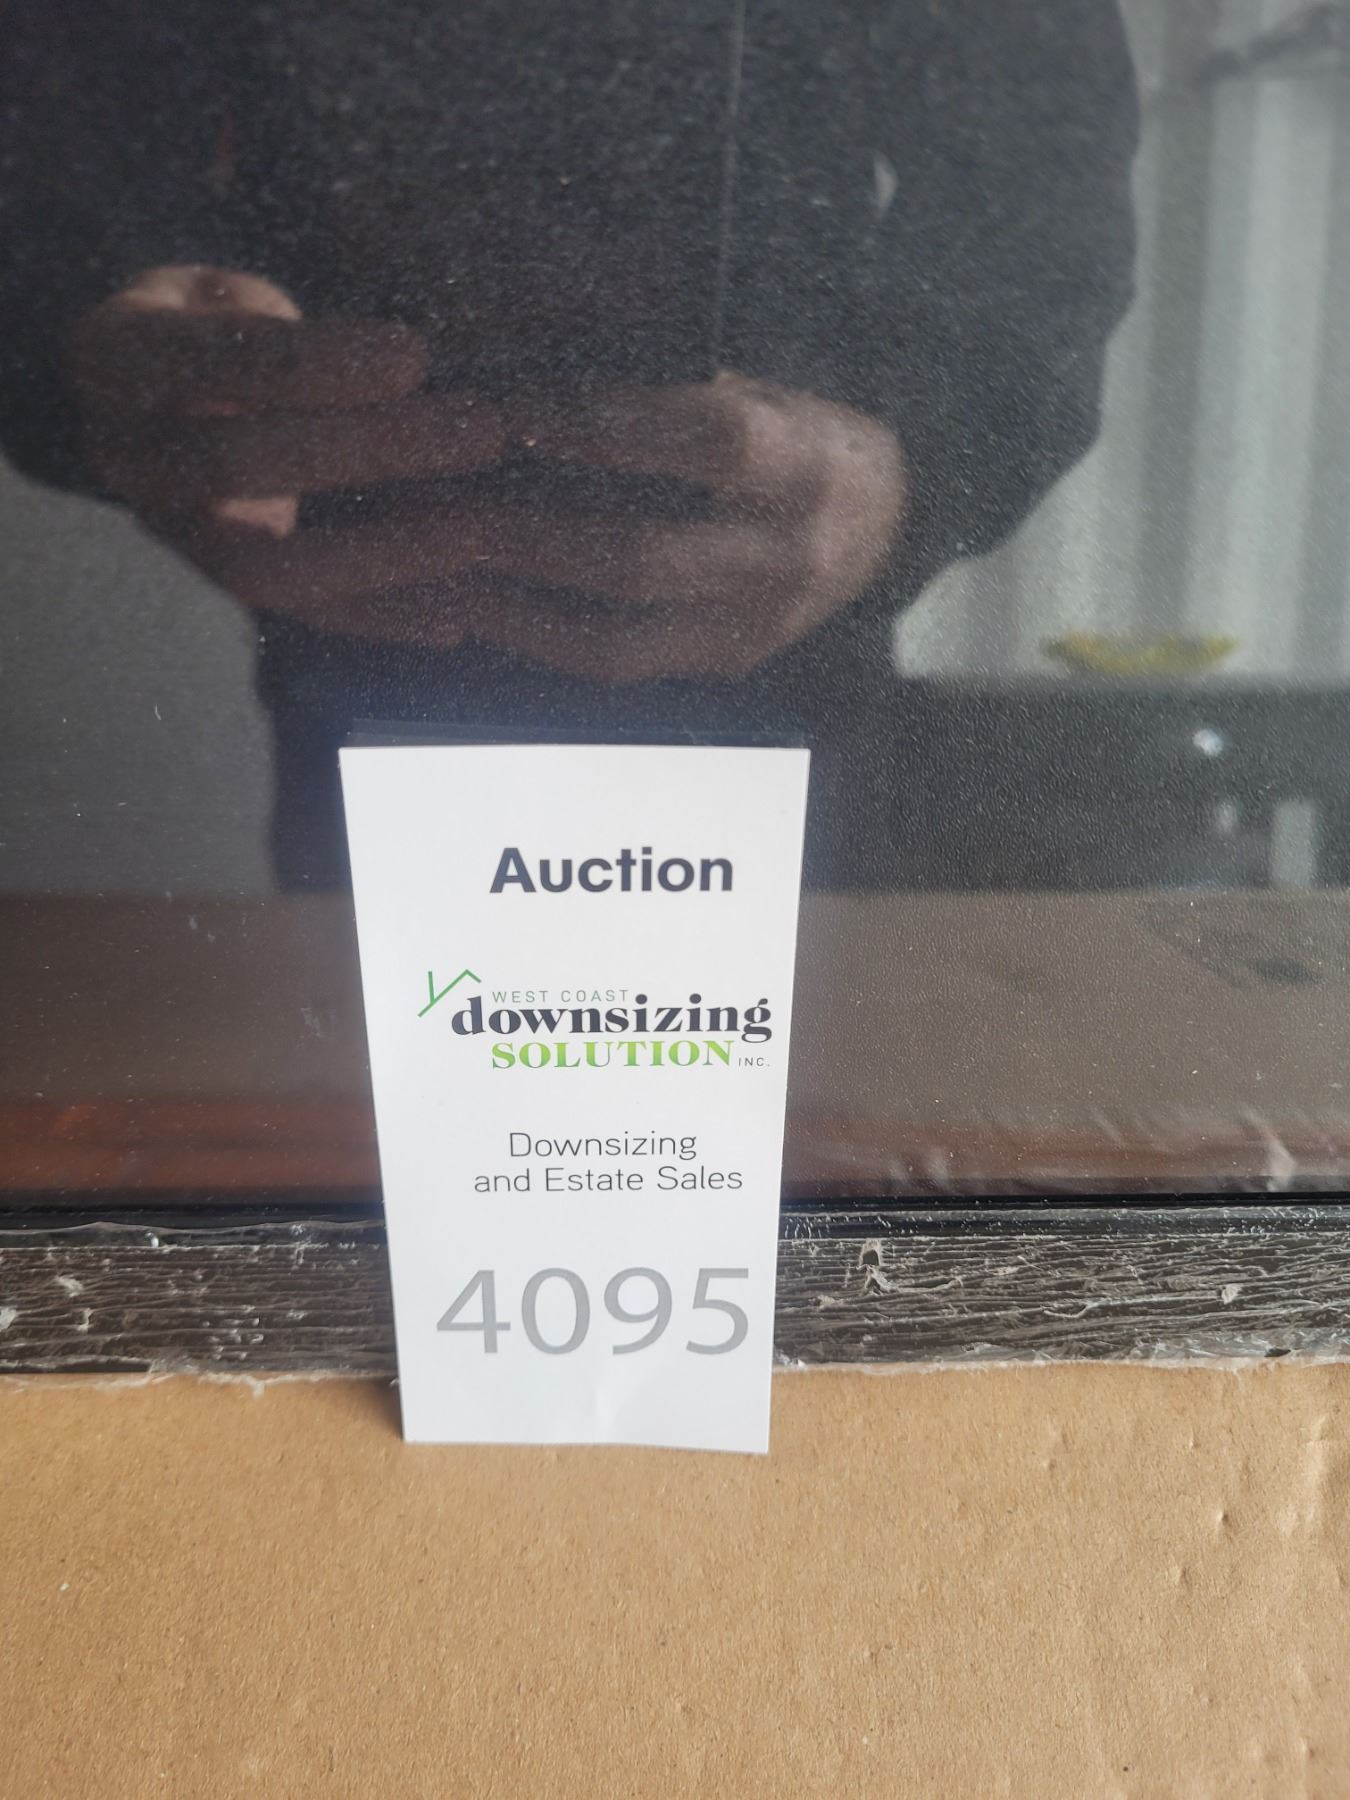 Auction
WEST COAST
downsizing
SOLUTION INC.
Downsizing
and Estate Sales
4095